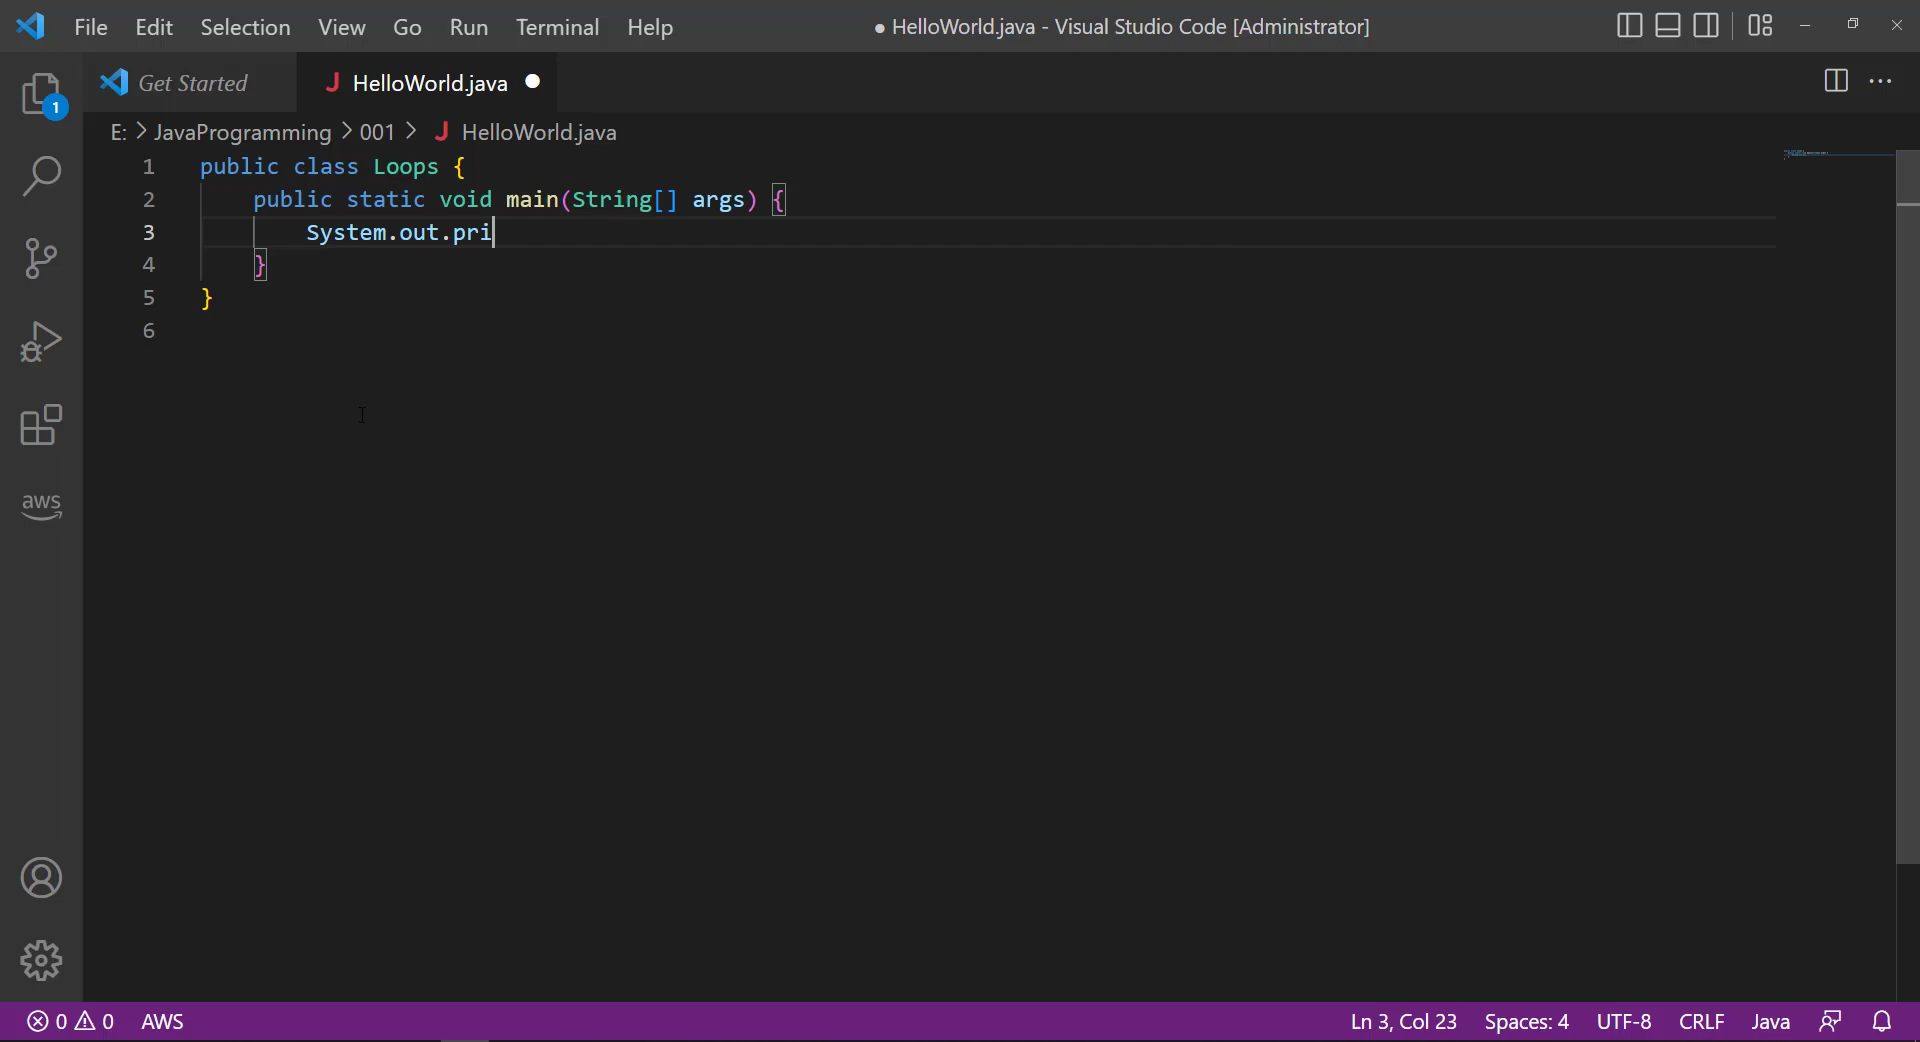 File Edit Selection View Go Run Terminal Help ● HelloWorld.java - Visual Studio Code [Administrator]
Get Started J HelloWorld.java
1
E: > JavaProgramming > 001 > J HelloWorld.java
1 public class Loops {
2 public static void main(String[] args) {
3 System.out.pri
4 }
5 }
6
aws
0 0 AWS Ln 3, Col 23 Spaces: 4 UTF-8 CRLF Java